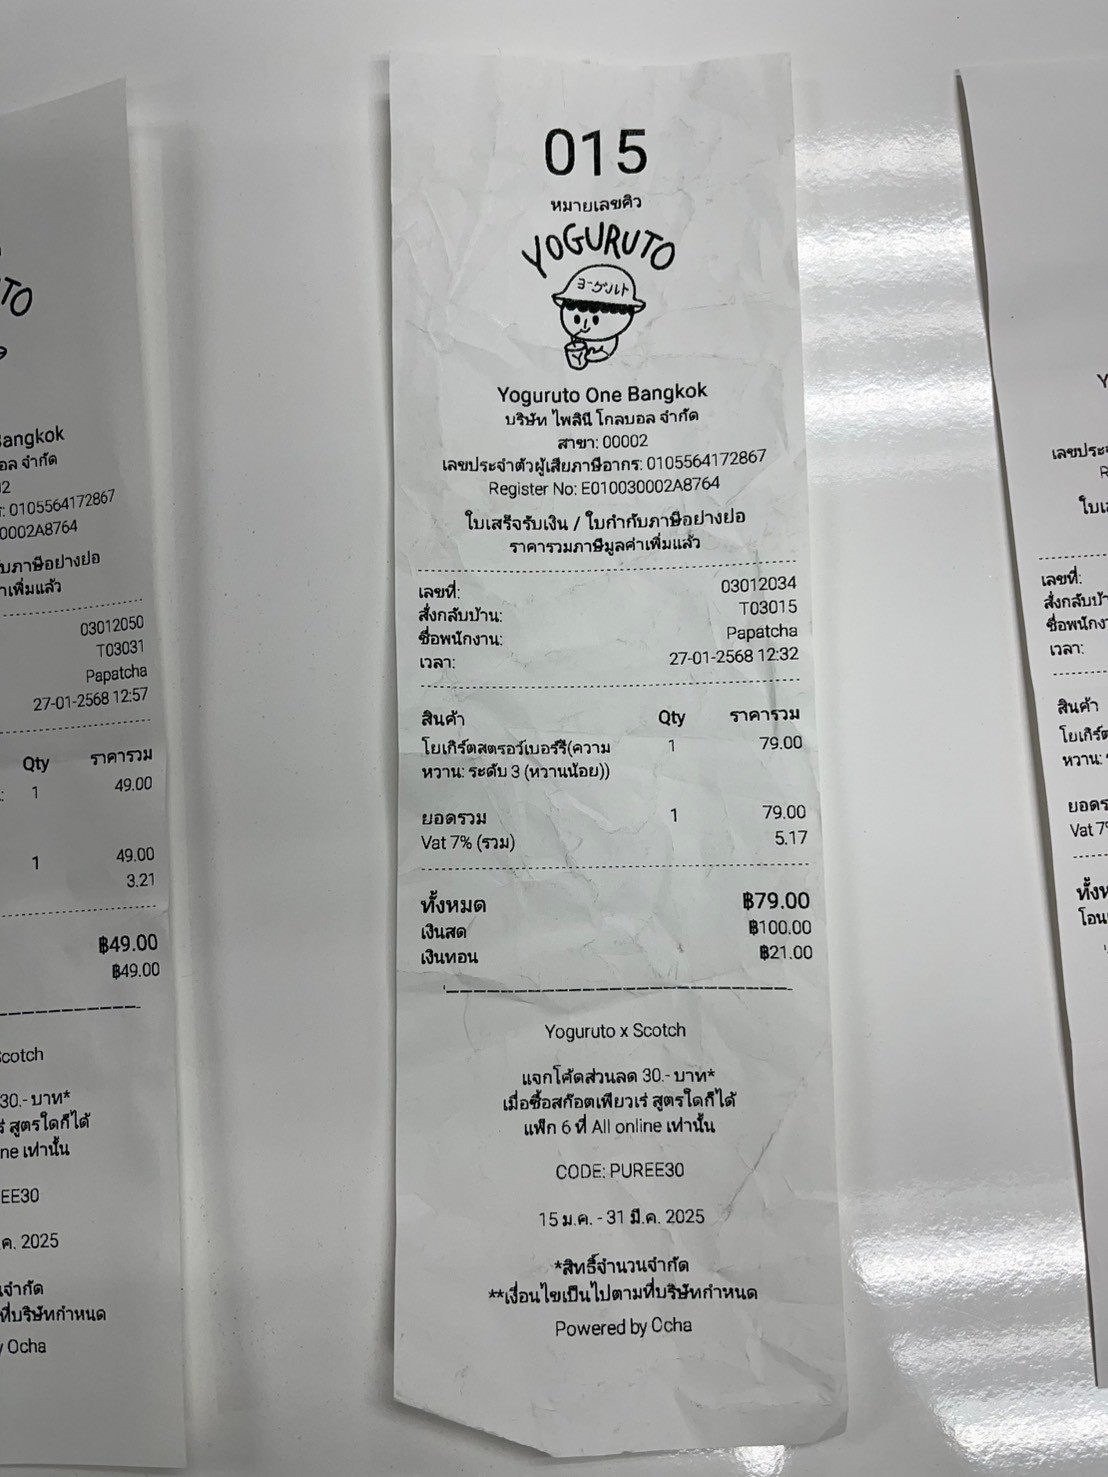 015
หมายเลขคิว
YOGURUTO
ヨーグルト
Yoguruto One Bangkok
บริษัท ไพลินี โกลบอล จำกัด
สาขา: 00002
เลขประจำตัวผู้เสียภาษีอากร: 0105564172867
Register No: E010030002A8764
ใบเสร็จรับเงิน / ใบกำกับภาษีอย่างย่อ
ราคารวมภาษีมูลค่าเพิ่มแล้ว
เลขที่: 03012034
สั่งกลับบ้าน: T03015
ชื่อพนักงาน: Papatcha
เวลา: 27-01-2568 12:32
สินค้า Qty ราคารวม
โยเกิร์ตสตรอว์เบอร์รี(ความ 1 79.00
หวาน: ระดับ 3 (หวานน้อย))
ยอดรวม 1 79.00
Vat 7% (รวม) 5.17
ทั้งหมด ฿79.00
เงินสด ฿100.00
เงินทอน ฿21.00
Yoguruto x Scotch
แจกโค้ดส่วนลด 30.- บาท*
เมื่อซื้อสก๊อตเพียวเร่ สูตรใดก็ได้
แพ็ก 6 ที่ All online เท่านั้น
CODE: PUREE30
15 ม.ค. - 31 มี.ค. 2025
*สิทธิ์จำนวนจำกัด
**เงื่อนไขเป็นไปตามที่บริษัทกำหนด
Powered by Ocha
TO
Bangkok
อล จำกัด
02
: 0105564172867
0002A8764
บภาษีอย่างย่อ
าเพิ่มแล้ว
03012050
T03031
Papatcha
27-01-2568 12:57
Qty ราคารวม
1 49.00
1 49.00
3.21
฿49.00
฿49.00
Scotch
30.- บาท*
ร่ สูตรใดก็ได้
ne เท่านั้น
EE30
ค. 2025
นจำกัด
ที่บริษัทกำหนด
y Ocha
Y
เลขประจ
R
ใบเส
เลขที่:
สั่งกลับบ้า
ชื่อพนักงา
เวลา:
สินค้า
โยเกิร์ต
หวาน:
ยอดร
Vat 7%
ทั้งห
โอน